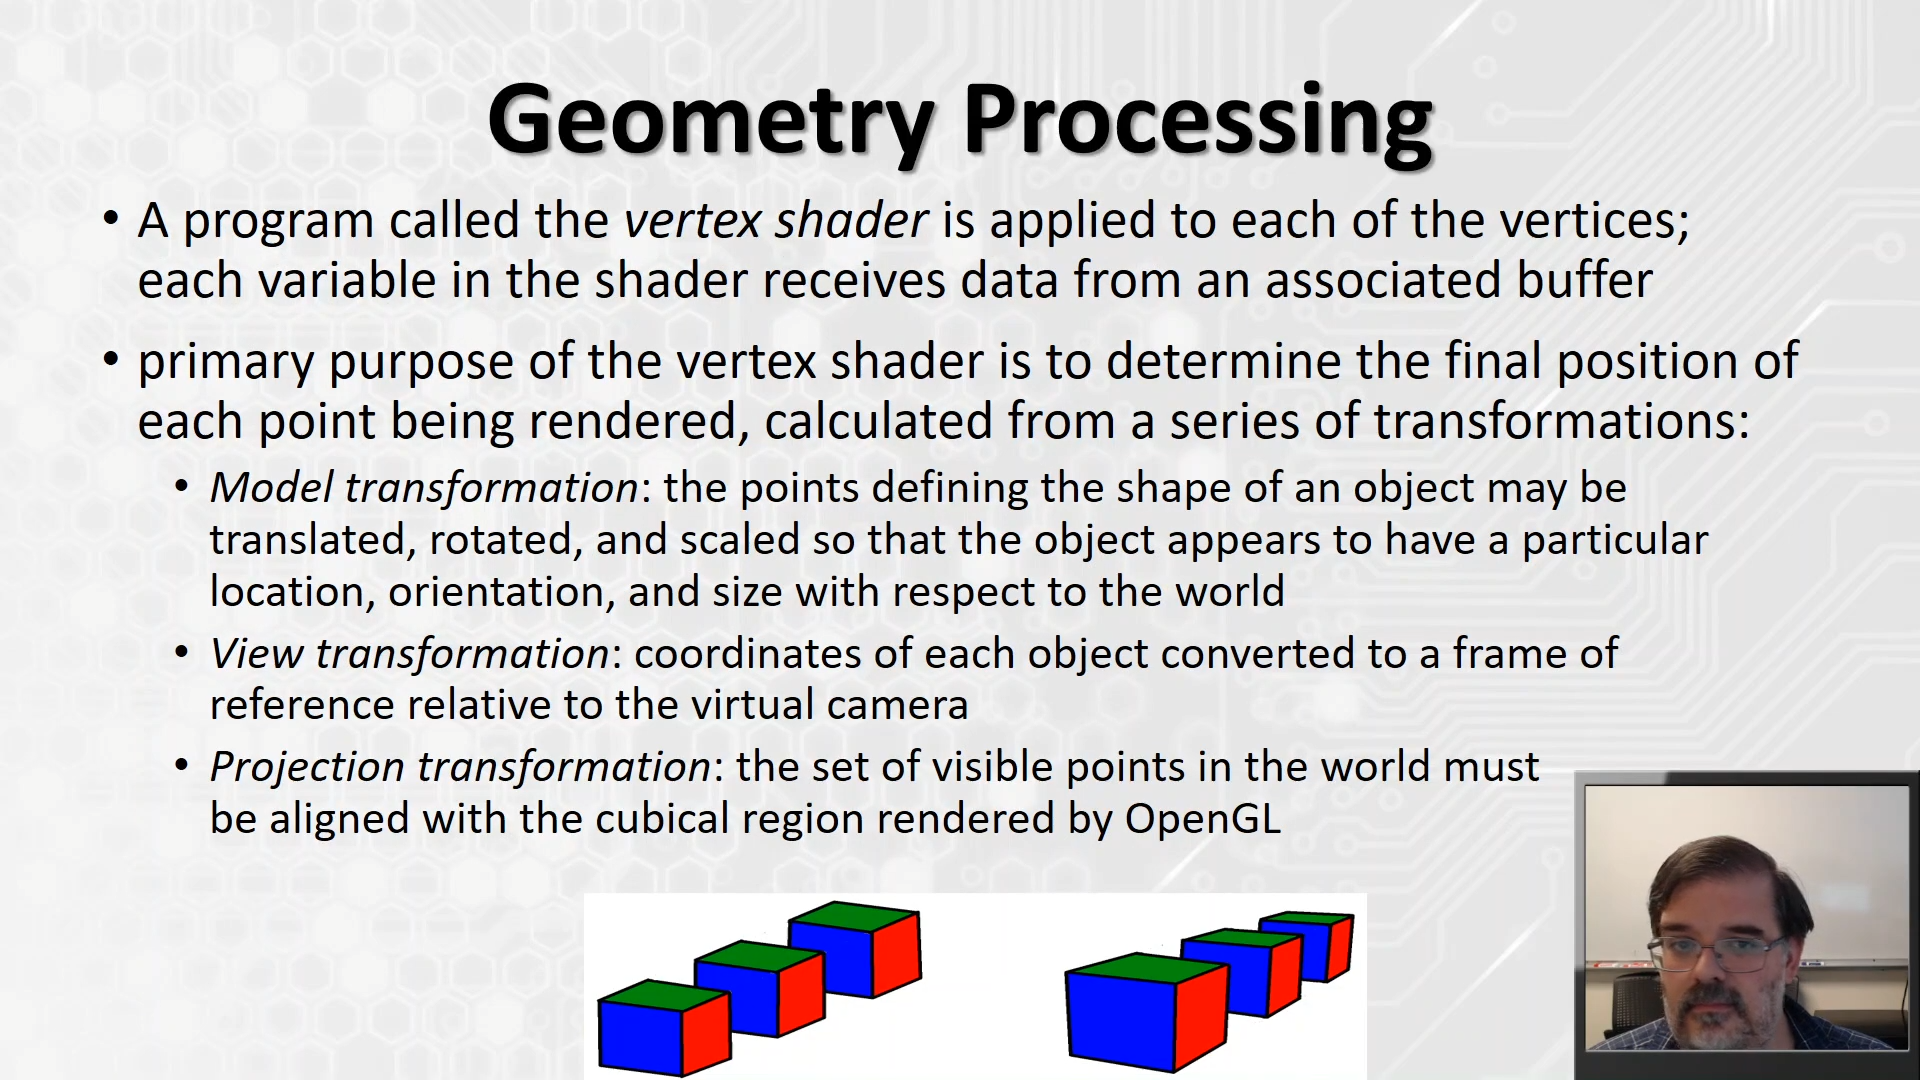 Geometry Processing
• A program called the vertex shader is applied to each of the vertices;
each variable in the shader receives data from an associated buffer
• primary purpose of the vertex shader is to determine the final position of
each point being rendered, calculated from a series of transformations:
• Model transformation: the points defining the shape of an object may be
translated, rotated, and scaled so that the object appears to have a particular
location, orientation, and size with respect to the world
• View transformation: coordinates of each object converted to a frame of
reference relative to the virtual camera
• Projection transformation: the set of visible points in the world must
be aligned with the cubical region rendered by OpenGL